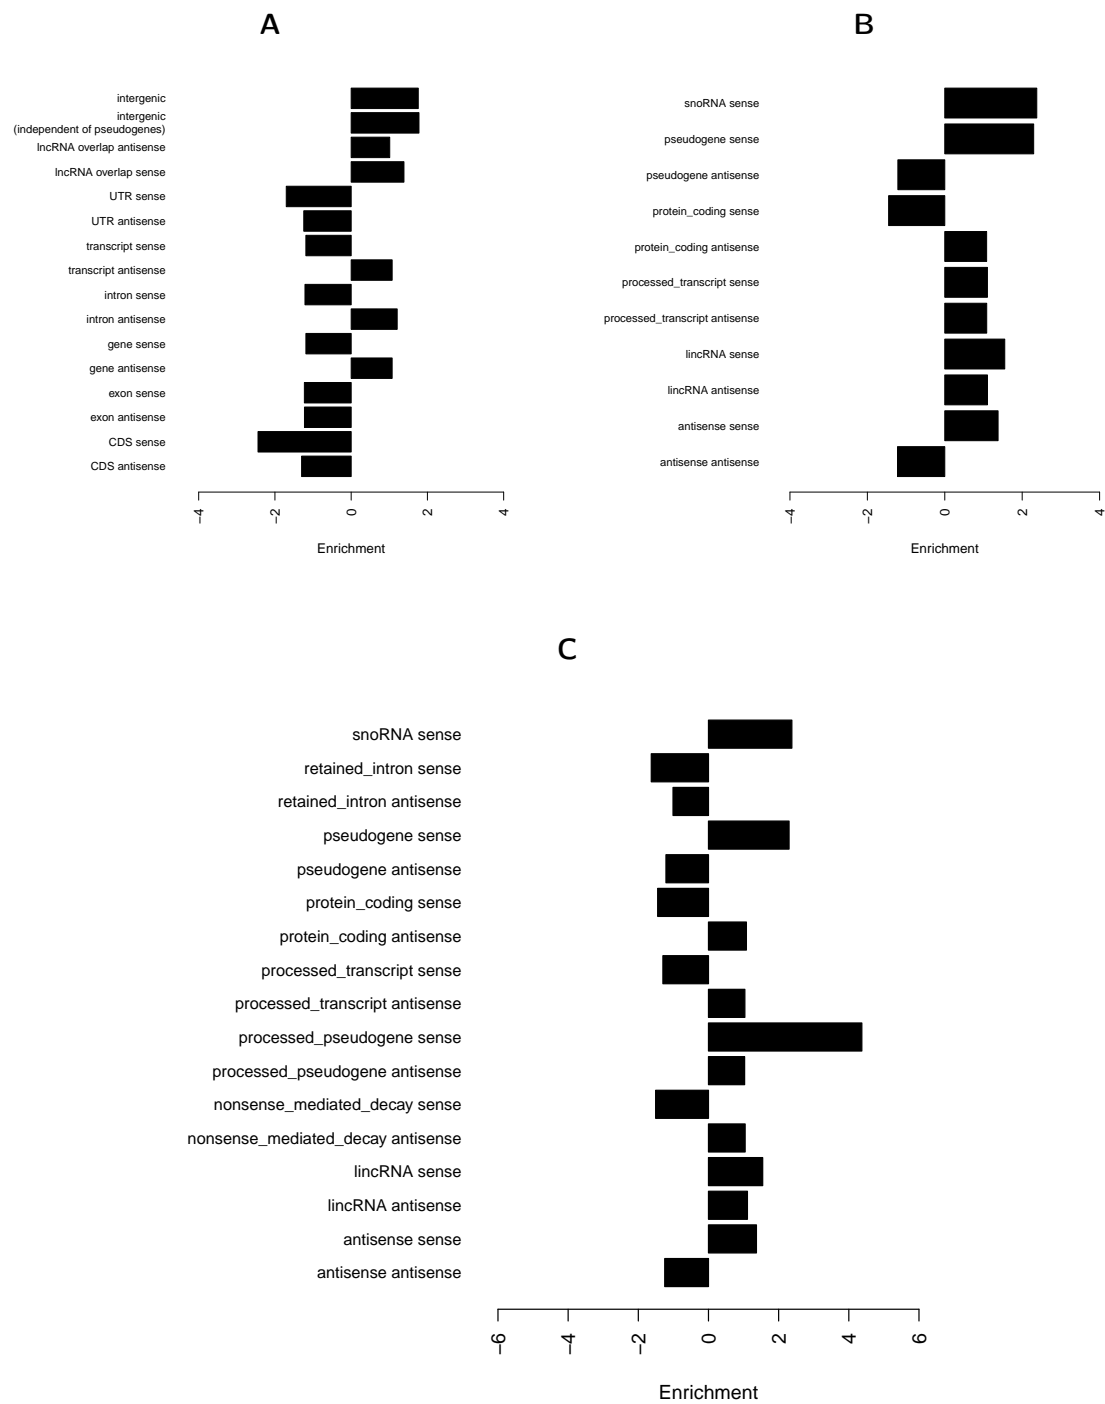 A
intergenic
intergenic
(independent of pseudogenes)
lncRNA overlap antisense
lncRNA overlap sense
UTR sense
UTR antisense
transcript sense
transcript antisense
intron sense
intron antisense
gene sense
gene antisense
exon sense
exon antisense
CDS sense
CDS antisense
−4
−2
0
2
4
Enrichment
B
snoRNA sense
pseudogene sense
pseudogene antisense
protein_coding sense
protein_coding antisense
processed_transcript sense
processed_transcript antisense
lincRNA sense
lincRNA antisense
antisense sense
antisense antisense
−4
−2
0
2
4
Enrichment
C
snoRNA sense
retained_intron sense
retained_intron antisense
pseudogene sense
pseudogene antisense
protein_coding sense
protein_coding antisense
processed_transcript sense
processed_transcript antisense
processed_pseudogene sense
processed_pseudogene antisense
nonsense_mediated_decay sense
nonsense_mediated_decay antisense
lincRNA sense
lincRNA antisense
antisense sense
antisense antisense
−6
−4
−2
0
2
4
6
Enrichment